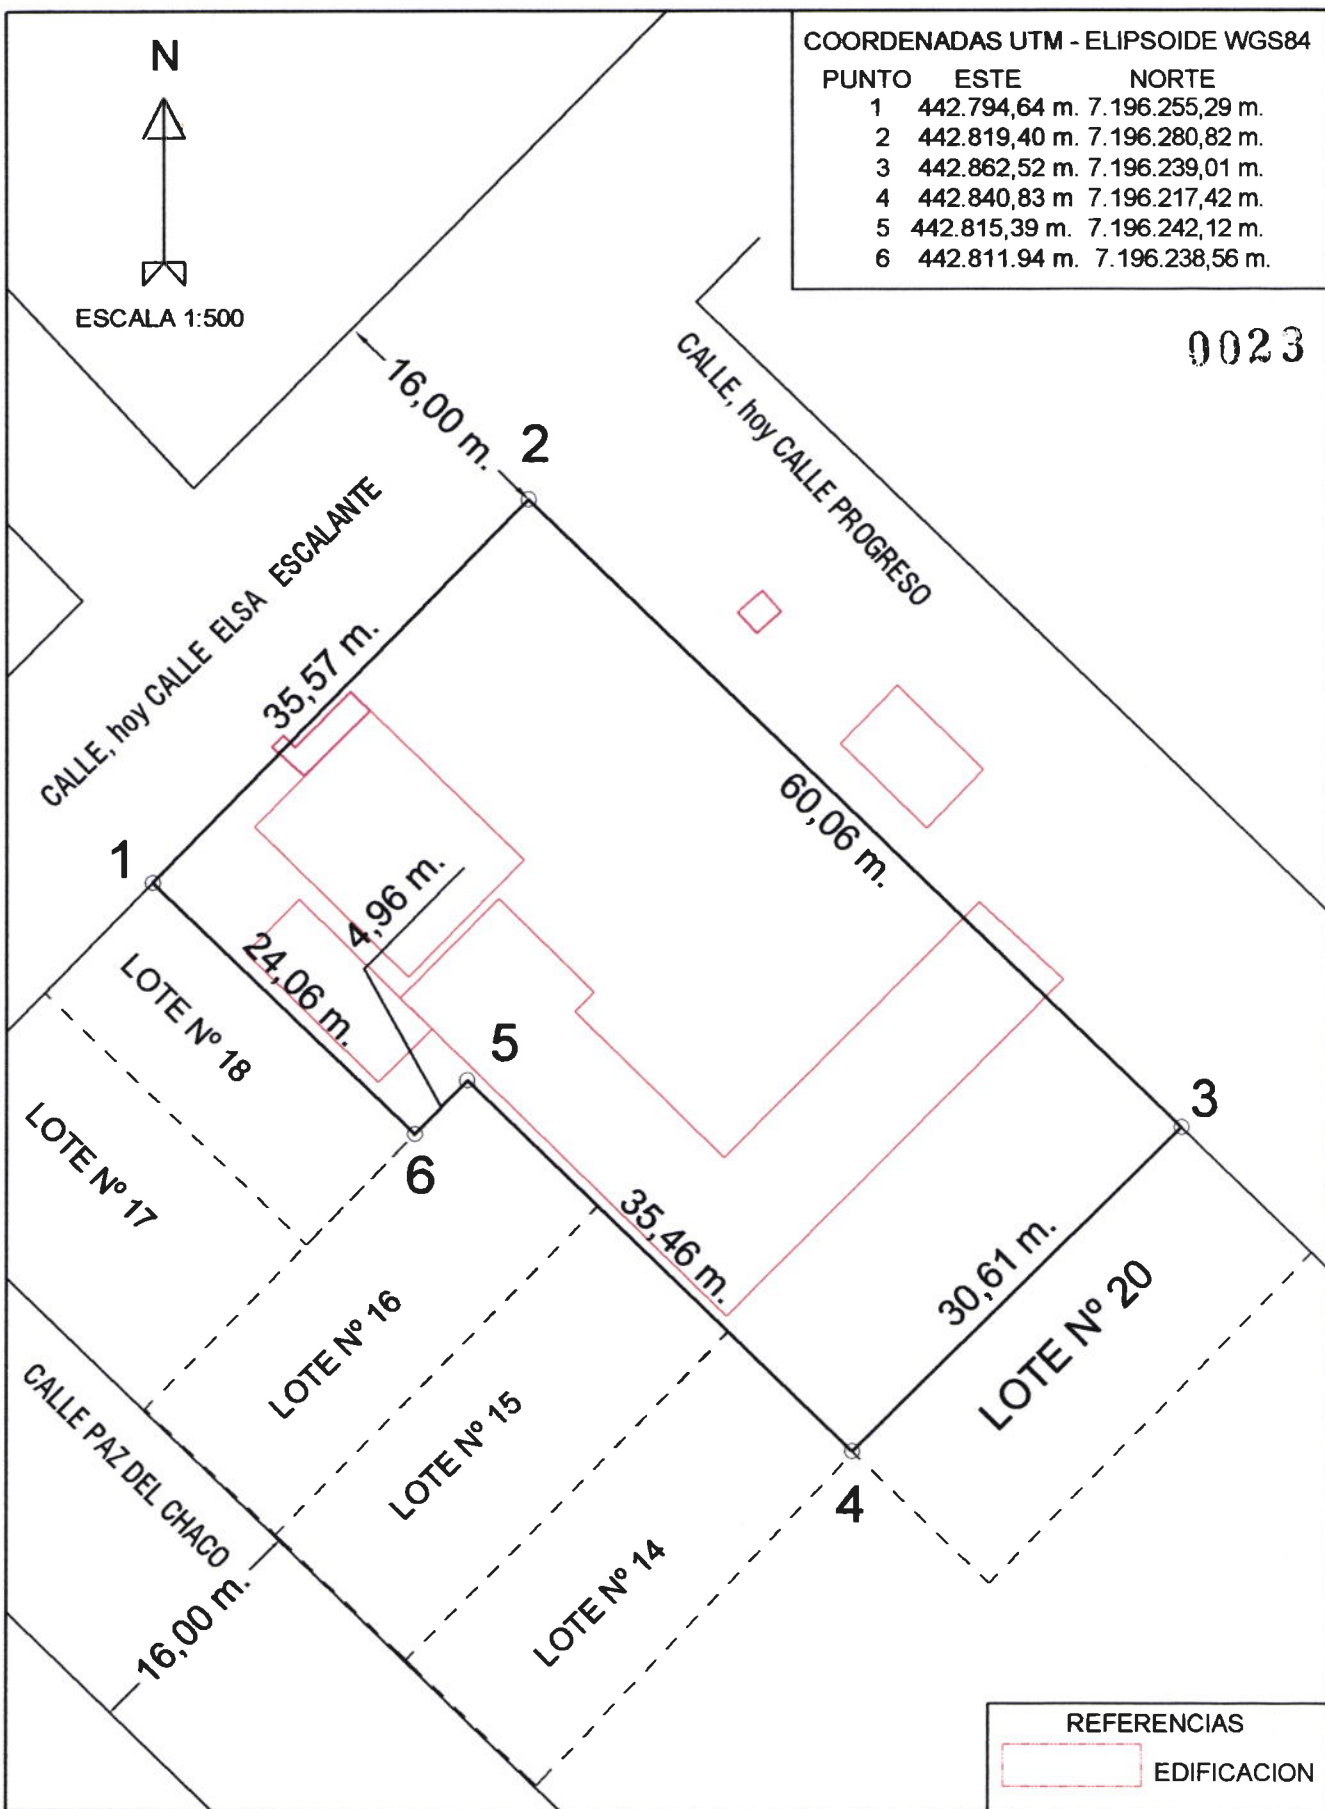 N
ESCALA 1:500
COORDENADAS UTM - ELIPSOIDE WGS84
PUNTO ESTE NORTE
1 442.794,64 m. 7.196.255,29 m.
2 442.819,40 m. 7.196.280,82 m.
3 442.862,52 m. 7.196.239,01 m.
4 442.840,83 m 7.196.217,42 m.
5 442.815,39 m. 7.196.242,12 m.
6 442.811.94 m. 7.196.238,56 m.
0023
16,00 m.
2
CALLE, hoy CALLE PROGRESO
CALLE, hoy CALLE ELSA ESCALANTE
35,57 m.
60,06 m.
1
4,96 m.
24,06 m.
LOTE Nº 18
5
3
LOTE Nº 17
6
35,46 m.
30,61 m.
LOTE Nº 20
LOTE Nº 16
CALLE PAZ DEL CHACO
LOTE Nº 15
4
LOTE Nº 14
16,00 m.
REFERENCIAS
EDIFICACION